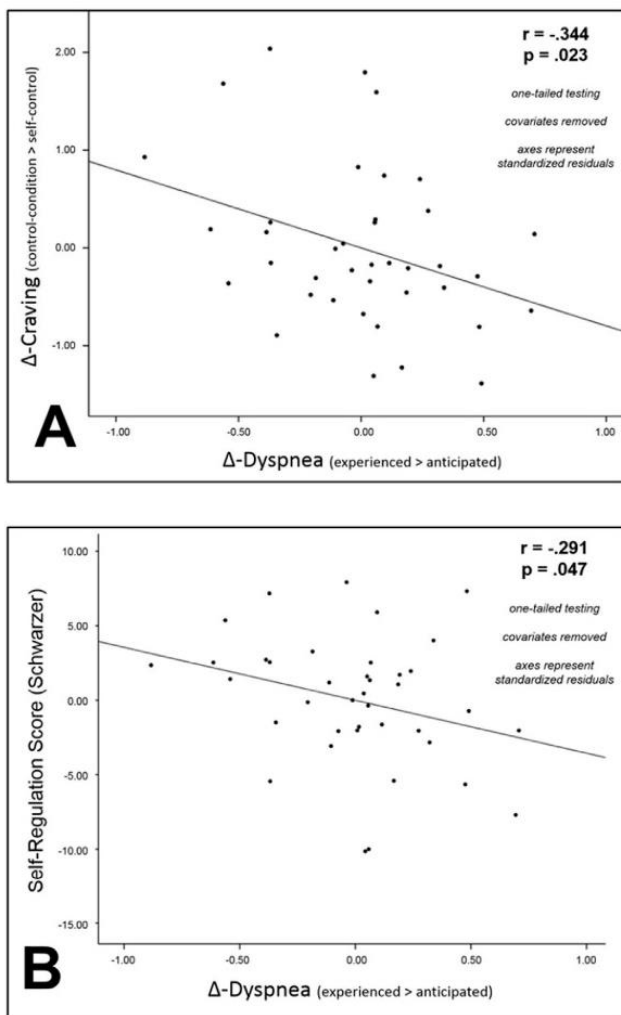 r = -.344
p = .023
one-tailed testing
covariates removed
axes represent
standardized residuals
Δ-Craving (control-condition > self-control)
2.00
1.00
0.00
-1.00
-1.00
-0.50
0.00
0.50
1.00
A
Δ-Dyspnea (experienced > anticipated)
r = -.291
p = .047
one-tailed testing
covariates removed
axes represent
standardized residuals
Self-Regulation Score (Schwarzer)
10.00
5.00
0.00
-5.00
-10.00
-15.00
-1.00
-0.50
0.00
0.50
1.00
B
Δ-Dyspnea (experienced > anticipated)